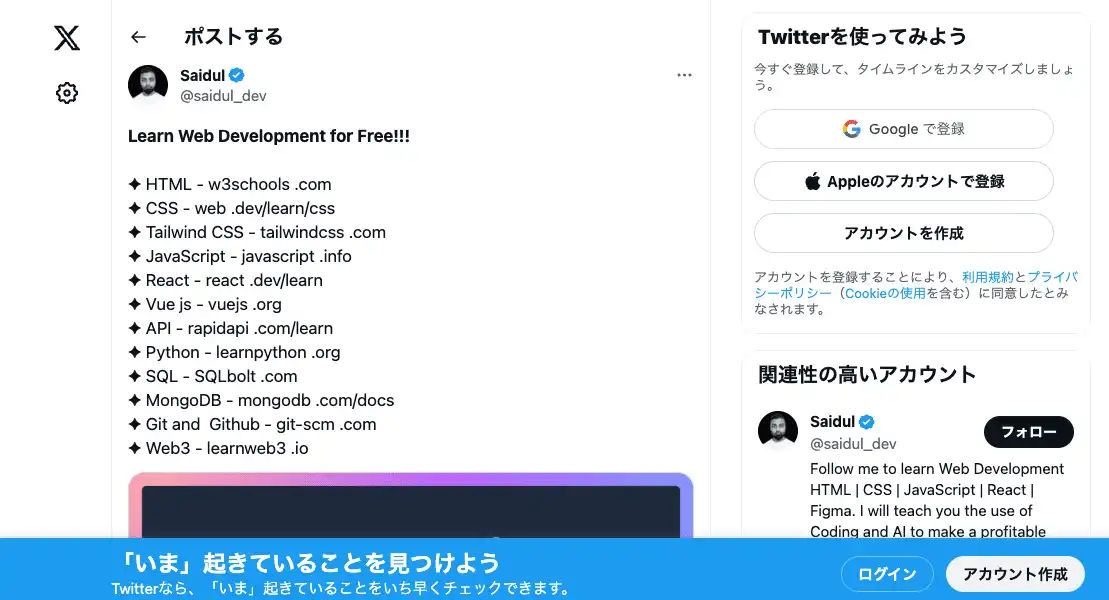 ポストする
Saidul
@saidul_dev
Learn Web Development for Free!!!
✦ HTML - w3schools .com
✦ CSS - web .dev/learn/css
✦ Tailwind CSS - tailwindcss .com
✦ JavaScript - javascript .info
✦ React - react .dev/learn
✦ Vue js - vuejs .org
✦ API - rapidapi .com/learn
✦ Python - learnpython .org
✦ SQL - SQLbolt .com
✦ MongoDB - mongodb .com/docs
✦ Git and  Github - git-scm .com
✦ Web3 - learnweb3 .io
Twitterを使ってみよう
今すぐ登録して、タイムラインをカスタマイズしましょ
う。
Google で登録
Appleのアカウントで登録
アカウントを作成
アカウントを登録することにより、利用規約とプライバ
シーポリシー（Cookieの使用を含む）に同意したとみ
なされます。
関連性の高いアカウント
Saidul
@saidul_dev
フォロー
Follow me to learn Web Development
HTML | CSS | JavaScript | React |
Figma. I will teach you the use of
Coding and AI to make a profitable
「いま」起きていることを見つけよう
Twitterなら、「いま」起きていることをいち早くチェックできます。
ログイン
アカウント作成